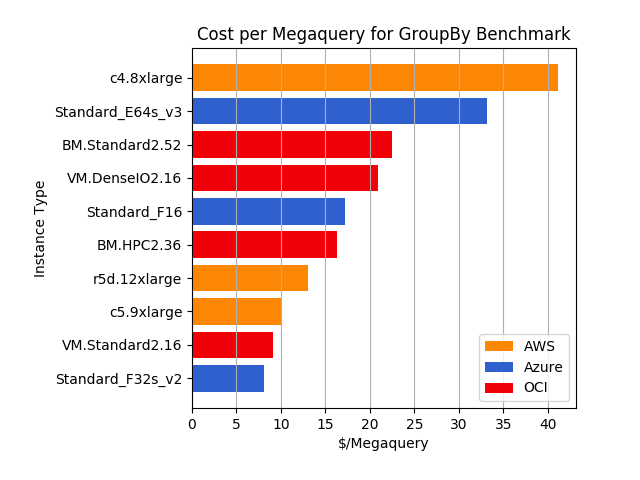 Cost per Megaquery for GroupBy Benchmark
Instance Type
c4.8xlarge
Standard_E64s_v3
BM.Standard2.52
VM.DenseIO2.16
Standard_F16
BM.HPC2.36
r5d.12xlarge
c5.9xlarge
VM.Standard2.16
Standard_F32s_v2
AWS
Azure
OCI
0 5 10 15 20 25 30 35 40
$/Megaquery